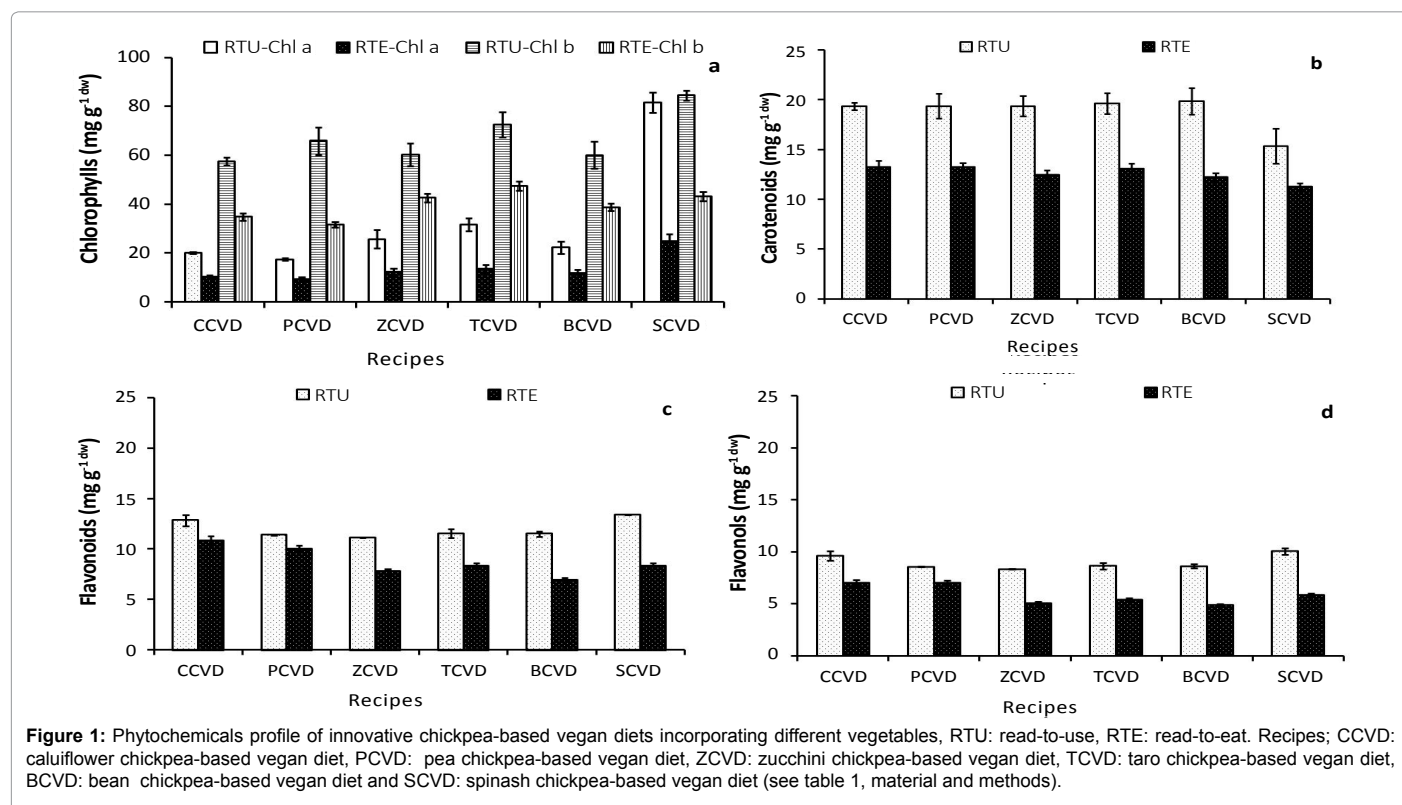 RTU-Chl a RTE-Chl a RTU-Chl b RTE-Chl b
a
100
80
60
40
20
0
Chlorophylls (mg g-1 dw)
CCVD PCVD ZCVD TCVD BCVD SCVD
Recipes
RTU RTE
b
25
20
15
10
5
0
Carotenoids (mg g-1 dw)
CCVD PCVD ZCVD TCVD BCVD SCVD
Recipes
RTU RTE
c
25
20
15
10
5
0
Flavonoids (mg g-1 dw)
CCVD PCVD ZCVD TCVD BCVD SCVD
Recipes
RTU RTE
d
25
20
15
10
5
0
Flavonols (mg g-1 dw)
CCVD PCVD ZCVD TCVD BCVD SCVD
Recipes
Figure 1: Phytochemicals profile of innovative chickpea-based vegan diets incorporating different vegetables, RTU: read-to-use, RTE: read-to-eat. Recipes; CCVD:
caluiflower chickpea-based vegan diet, PCVD: pea chickpea-based vegan diet, ZCVD: zucchini chickpea-based vegan diet, TCVD: taro chickpea-based vegan diet,
BCVD: bean chickpea-based vegan diet and SCVD: spinash chickpea-based vegan diet (see table 1, material and methods).